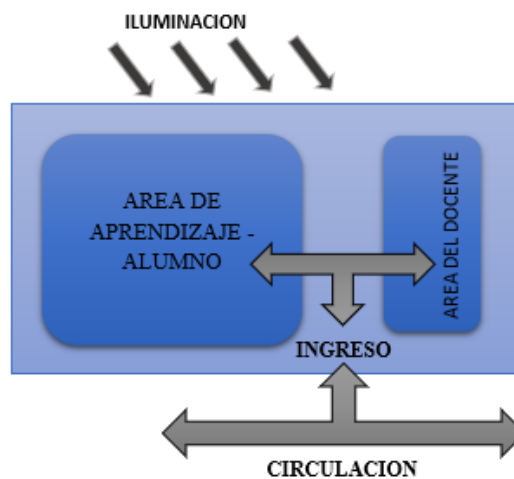 ILUMINACION
AREA DE
APRENDIZAJE -
ALUMNO
AREA DEL DOCENTE
INGRESO
CIRCULACION